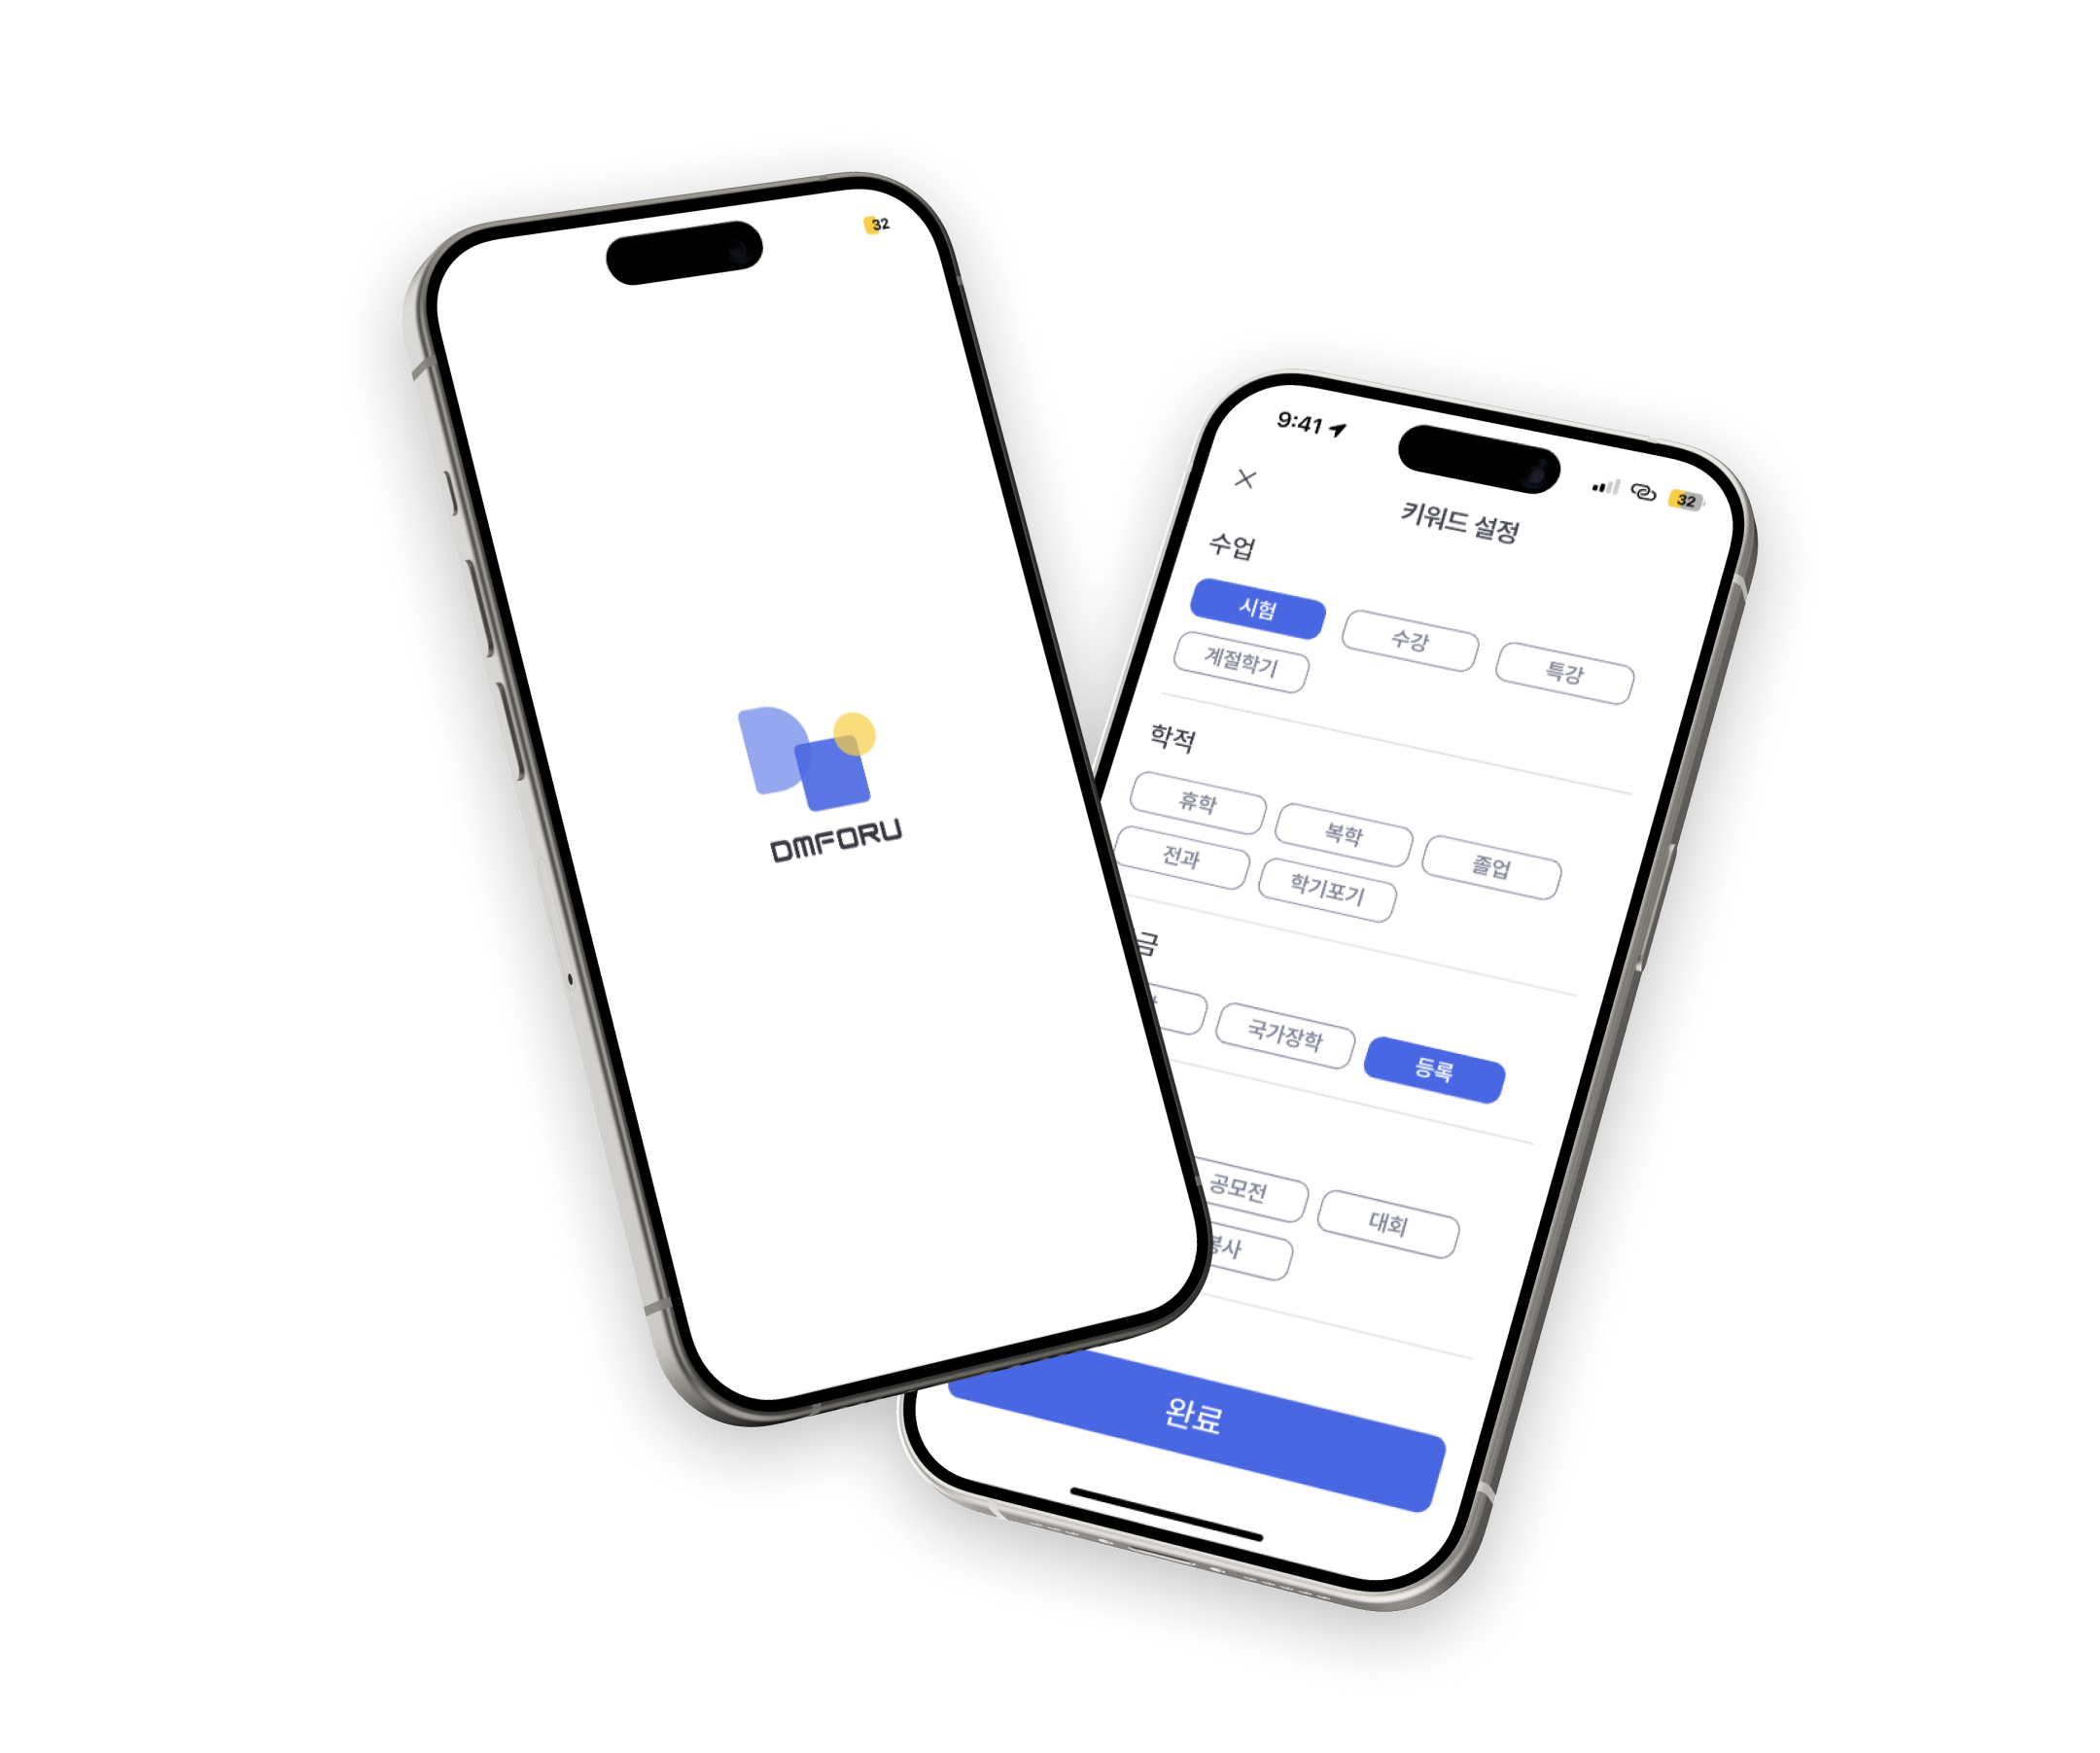 32
DMFORU
9:41
32
키워드 설정
수업
시험
수강
특강
계절학기
학적
휴학
복학
졸업
전과
학기포기
금
국가장학
등록
공모전
대회
봉사
완료